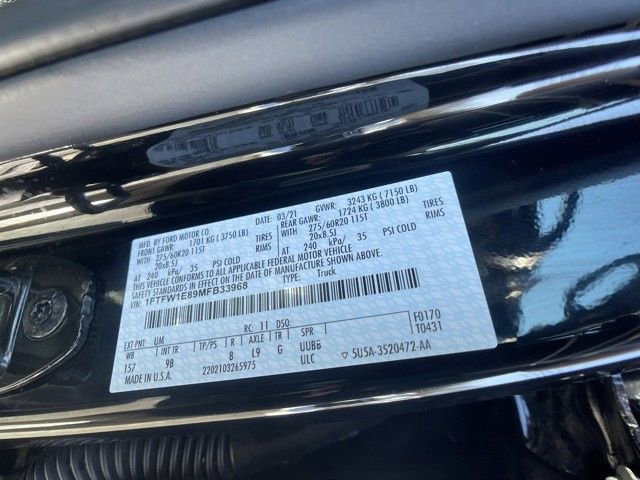 MFD. BY FORD MOTOR CO.
DATE: 03/21 GVWR: 3243 KG ( 7150 LB)
FRONT GAWR: 1701 KG ( 3750 LB) REAR GAWR: 1724 KG ( 3800 LB)
275/60R20 115T TIRES WITH 275/60R20 115T TIRES
20x8.5J RIMS 20x8.5J RIMS
AT 240 kPa/ 35 PSI COLD AT 240 kPa/ 35 PSI COLD
THIS VEHICLE CONFORMS TO ALL APPLICABLE FEDERAL MOTOR VEHICLE
SAFETY STANDARDS IN EFFECT ON THE DATE OF MANUFACTURE SHOWN ABOVE.
VIN: 1FTFW1E89MFB33968
TYPE: Truck
F0170
T0431
EXT PNT: UM RC: 11 DSO:
WB INT TR TP/PS R AXLE TR SPR
157 9B 8 L9 G UUBB
MADE IN U.S.A. 2202103265975 ULC ▽ 5U5A-3520472-AA